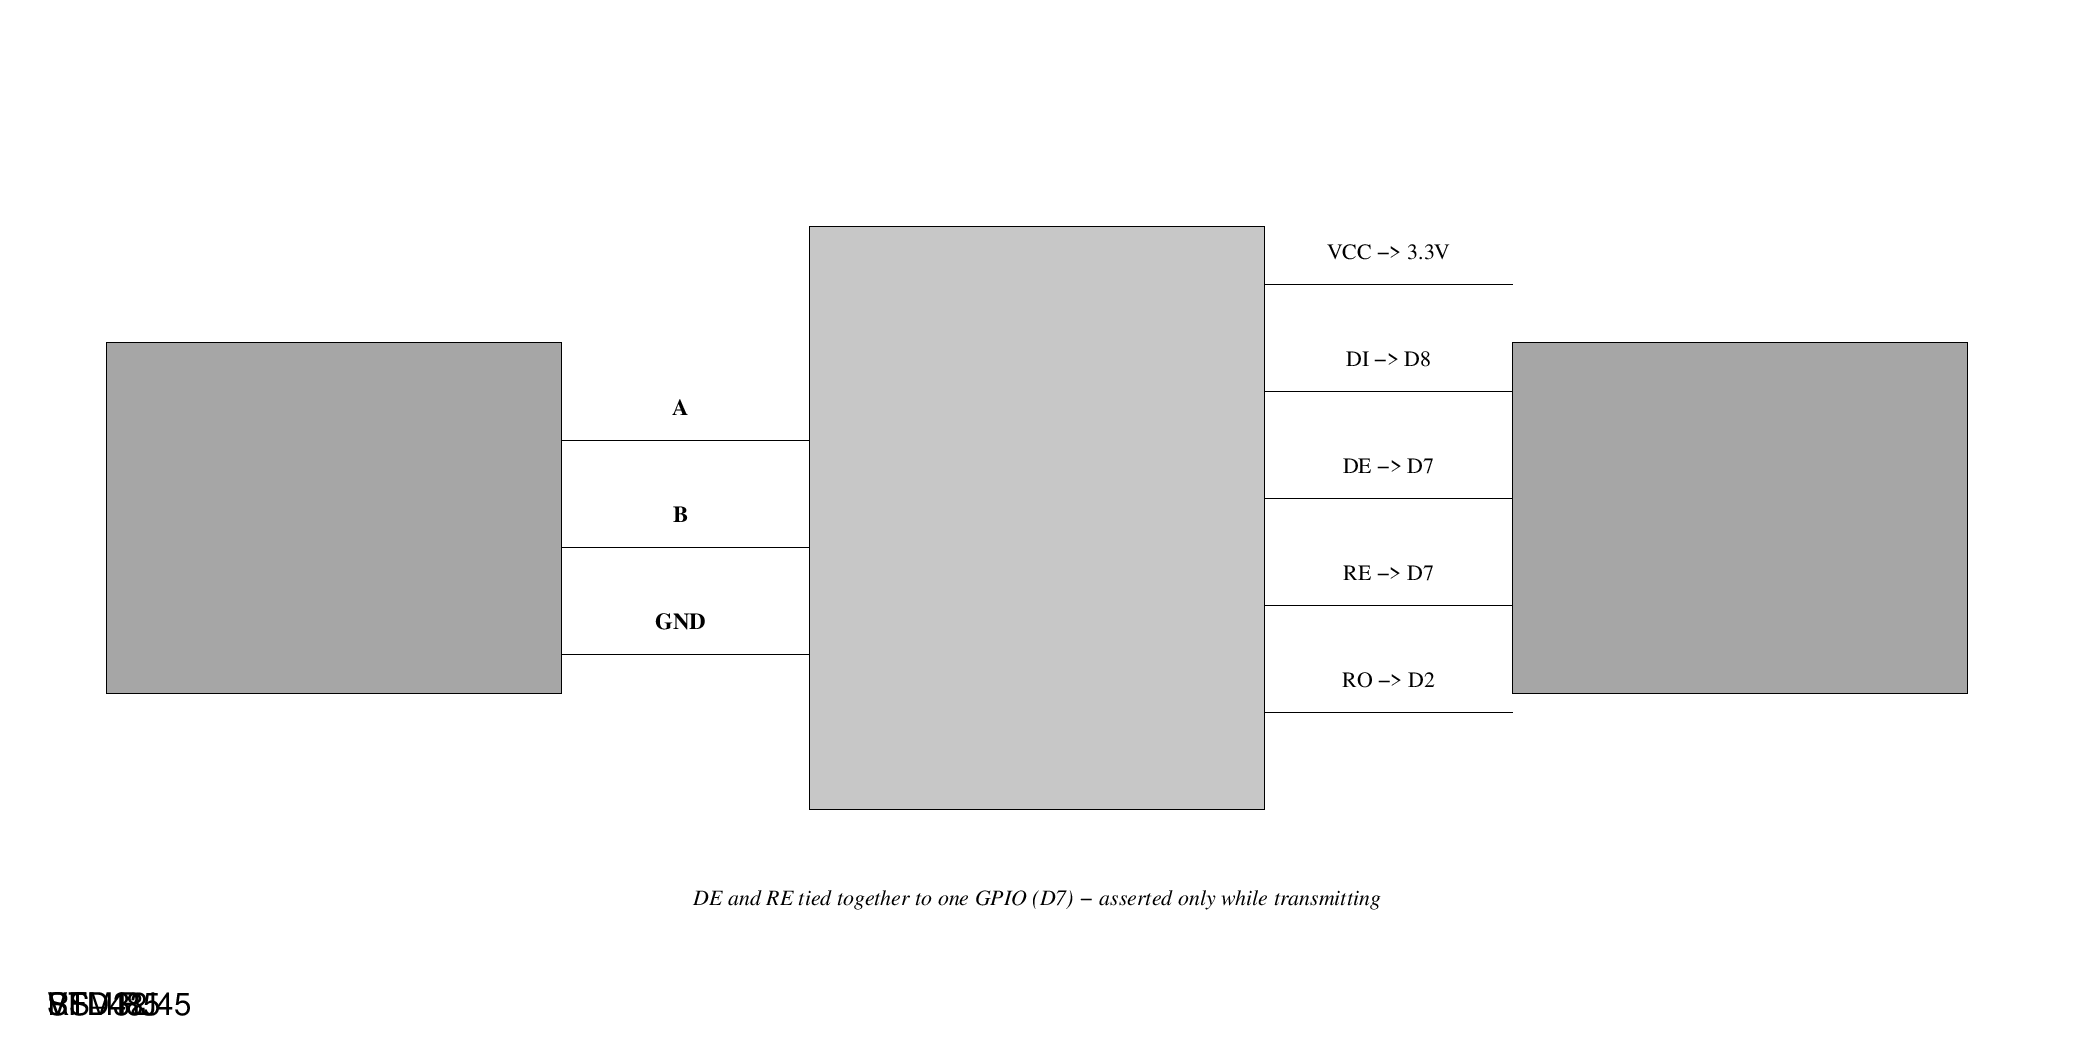 VCC –> 3.3V
DI –> D8
A
DE –> D7
B
RE –> D7
GND
RO –> D2
DE and RE tied together to one GPIO (D7) – asserted only while transmitting